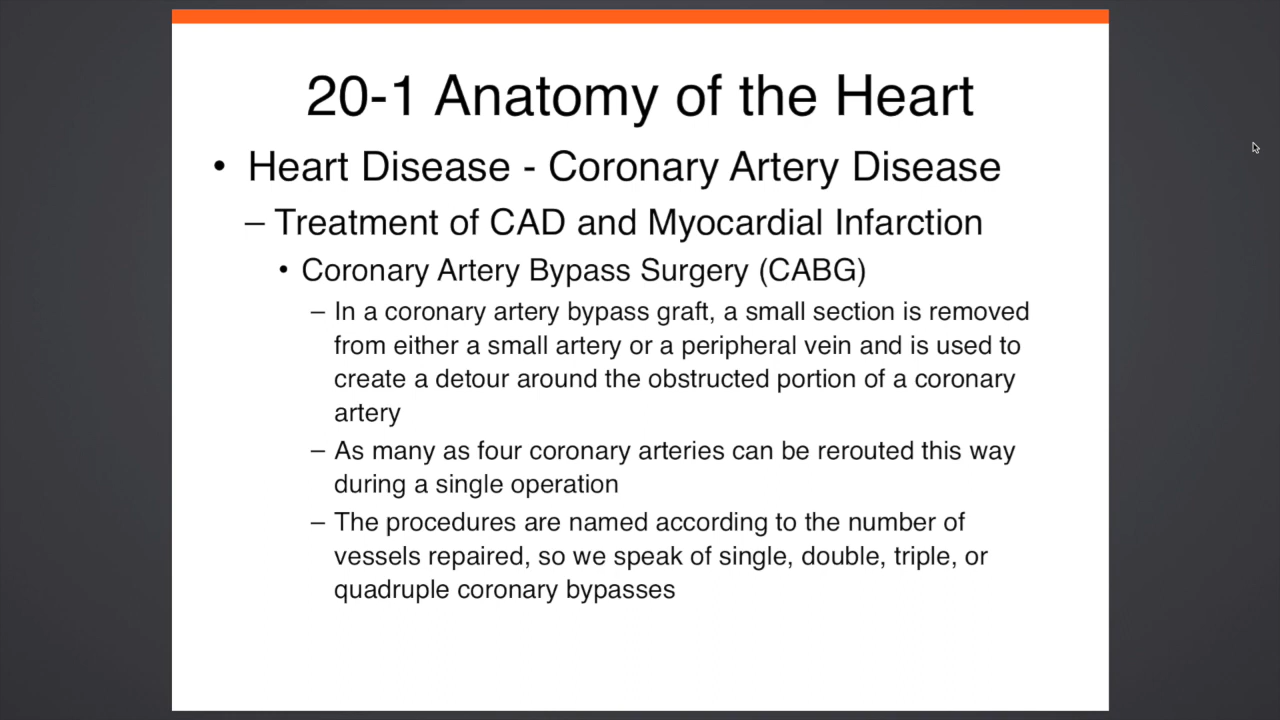 20-1 Anatomy of the Heart
• Heart Disease - Coronary Artery Disease
– Treatment of CAD and Myocardial Infarction
• Coronary Artery Bypass Surgery (CABG)
– In a coronary artery bypass graft, a small section is removed
from either a small artery or a peripheral vein and is used to
create a detour around the obstructed portion of a coronary
artery
– As many as four coronary arteries can be rerouted this way
during a single operation
– The procedures are named according to the number of
vessels repaired, so we speak of single, double, triple, or
quadruple coronary bypasses